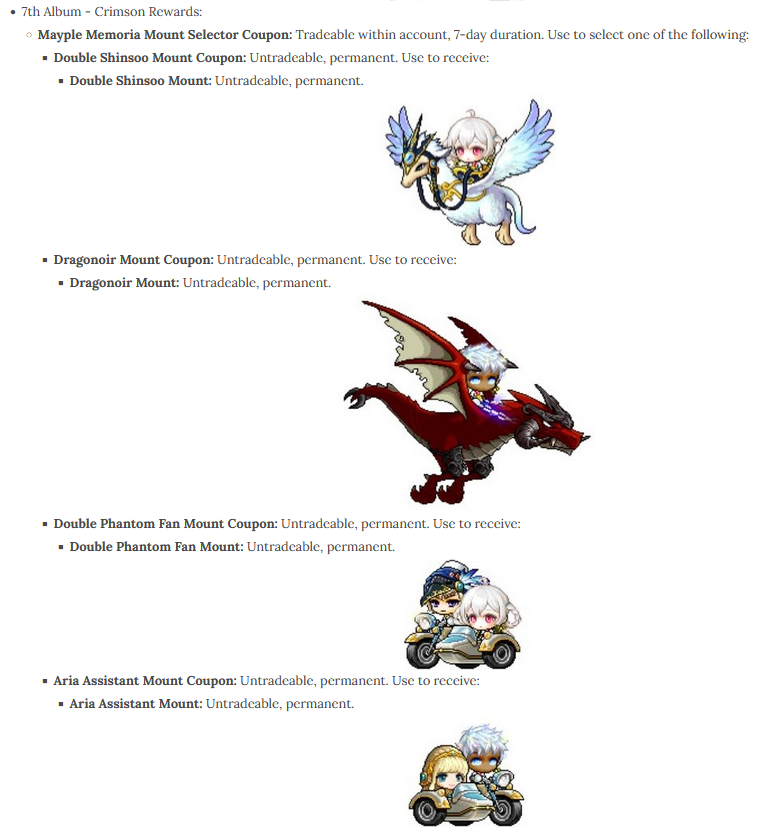 7th Album - Crimson Rewards:
Mayple Memoria Mount Selector Coupon: Tradeable within account, 7-day duration. Use to select one of the following:
Double Shinsoo Mount Coupon: Untradeable, permanent. Use to receive:
Double Shinsoo Mount: Untradeable, permanent.
Dragonoir Mount Coupon: Untradeable, permanent. Use to receive:
Dragonoir Mount: Untradeable, permanent.
Double Phantom Fan Mount Coupon: Untradeable, permanent. Use to receive:
Double Phantom Fan Mount: Untradeable, permanent.
Aria Assistant Mount Coupon: Untradeable, permanent. Use to receive:
Aria Assistant Mount: Untradeable, permanent.